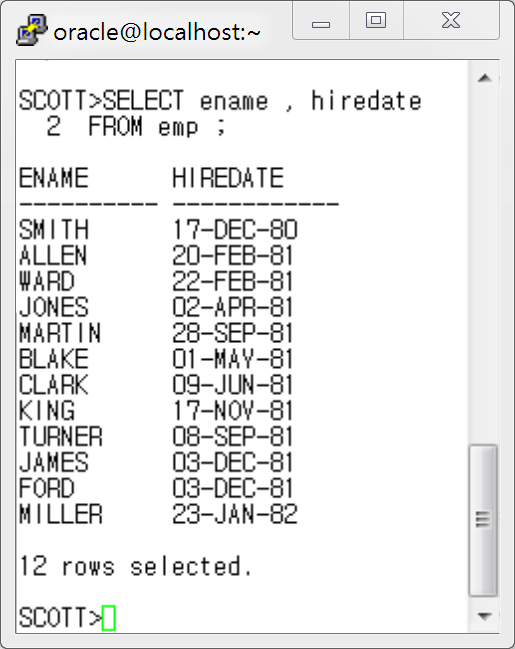 oracle@localhost:~
SCOTT>SELECT ename , hiredate
  2  FROM emp ;
ENAME      HIREDATE
---------- ------------
SMITH      17-DEC-80
ALLEN      20-FEB-81
WARD       22-FEB-81
JONES      02-APR-81
MARTIN     28-SEP-81
BLAKE      01-MAY-81
CLARK      09-JUN-81
KING       17-NOV-81
TURNER     08-SEP-81
JAMES      03-DEC-81
FORD       03-DEC-81
MILLER     23-JAN-82
12 rows selected.
SCOTT>